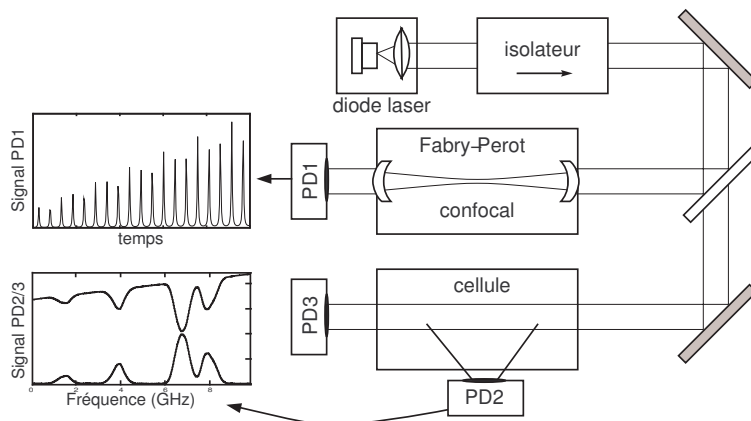 isolateur
diode laser
Signal PD1
temps
PD1
Fabry-Perot
confocal
Signal PD2/3
0 2 4 6 8
Fréquence (GHz)
PD3
cellule
PD2